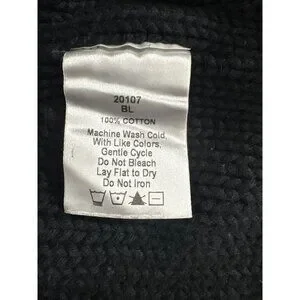 20107
BL
100% COTTON
Machine Wash Cold
With Like Colors,
Gentle Cycle
Do Not Bleach
Lay Flat to Dry
Do Not Iron